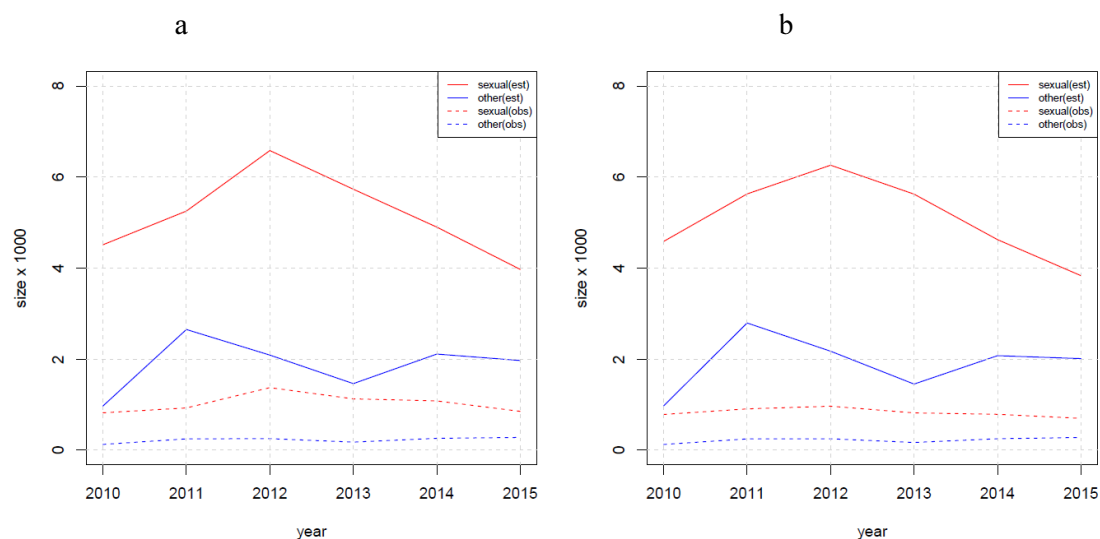 a
8
6
4
2
0
size x 1000
sexual(est)
other(est)
sexual(obs)
other(obs)
2010 2011 2012 2013 2014 2015
year
b
8
6
4
2
0
size x 1000
sexual(est)
other(est)
sexual(obs)
other(obs)
2010 2011 2012 2013 2014 2015
year